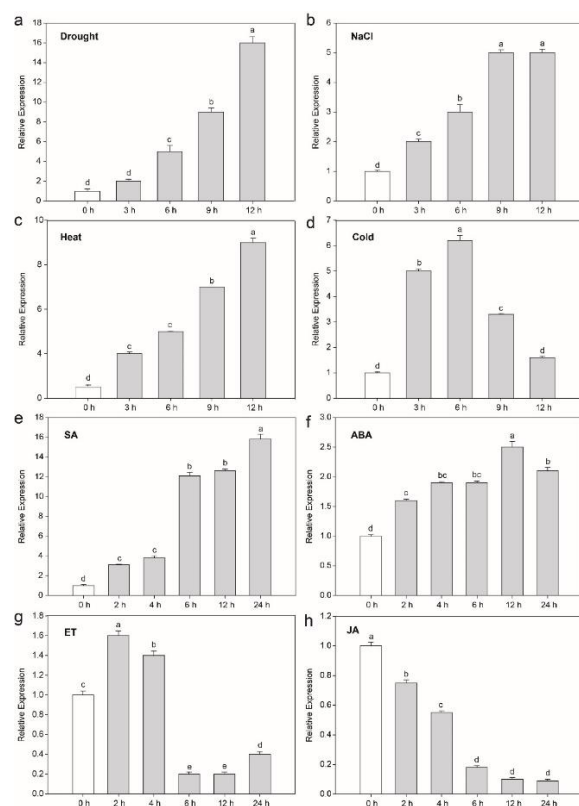 a
Drought
Relative Expression
16
14
12
10
8
6
4
2
0
d
d
c
b
a
0 h
3 h
6 h
9 h
12 h
b
NaCl
Relative Expression
6
5
4
3
2
1
0
d
c
b
a
a
0 h
3 h
6 h
9 h
12 h
c
Heat
Relative Expression
8
6
4
0
d
c
c
b
a
0 h
3 h
6 h
9 h
12 h
d
Cold
Relative Expression
7
6
5
4
3
2
1
0
d
b
a
c
d
0 h
3 h
6 h
9 h
12 h
e
SA
Relative Expression
18
16
14
12
10
8
6
4
2
0
d
c
c
b
b
a
0 h
2 h
4 h
6 h
12 h
24 h
f
ABA
Relative Expression
3.0
2.5
2.0
1.5
1.0
0.5
0.0
d
c
bc
bc
a
b
0 h
2 h
4 h
6 h
12 h
24 h
g
ET
Relative Expression
1.8
1.6
1.4
1.2
1.0
0.8
0.6
0.4
0.2
0.0
c
a
b
e
e
d
0 h
2 h
4 h
6 h
12 h
24 h
h
JA
Relative Expression
1.2
1.0
0.8
0.6
0.4
0.2
0.0
a
b
c
d
d
d
0 h
2 h
4 h
6 h
12 h
24 h